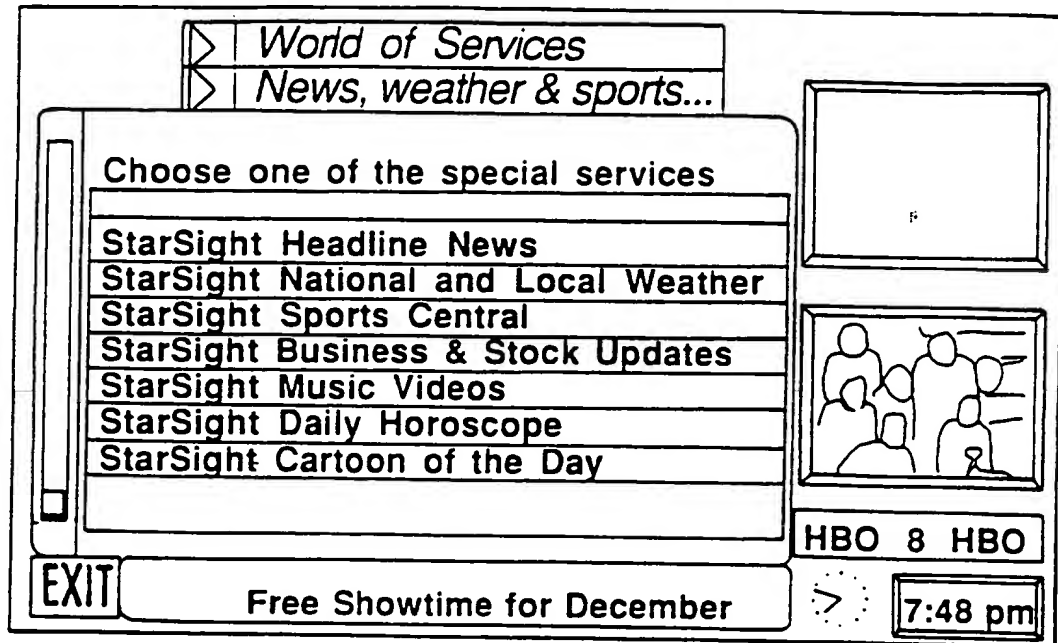 World of Services
News, weather & sports...
Choose one of the special services
StarSight Headline News
StarSight National and Local Weather
StarSight Sports Central
StarSight Business & Stock Updates
StarSight Music Videos
StarSight Daily Horoscope
StarSight Cartoon of the Day
HBO 8 HBO
EXIT
Free Showtime for December
7:48 pm